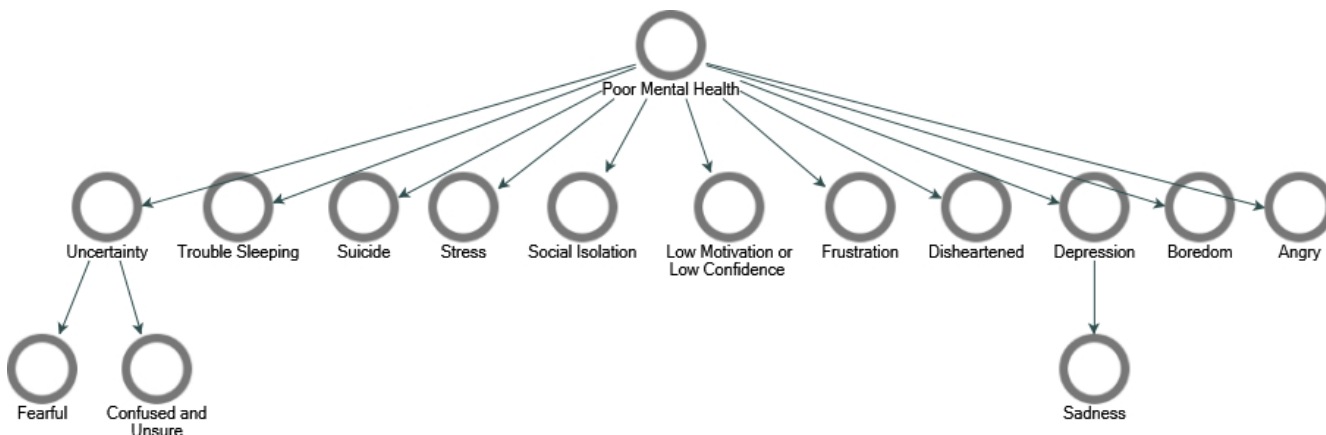 Poor Mental Health
Uncertainty
Trouble Sleeping
Suicide
Stress
Social Isolation
Low Motivation or
Low Confidence
Frustration
Disheartened
Depression
Boredom
Angry
Fearful
Confused and
Unsure
Sadness